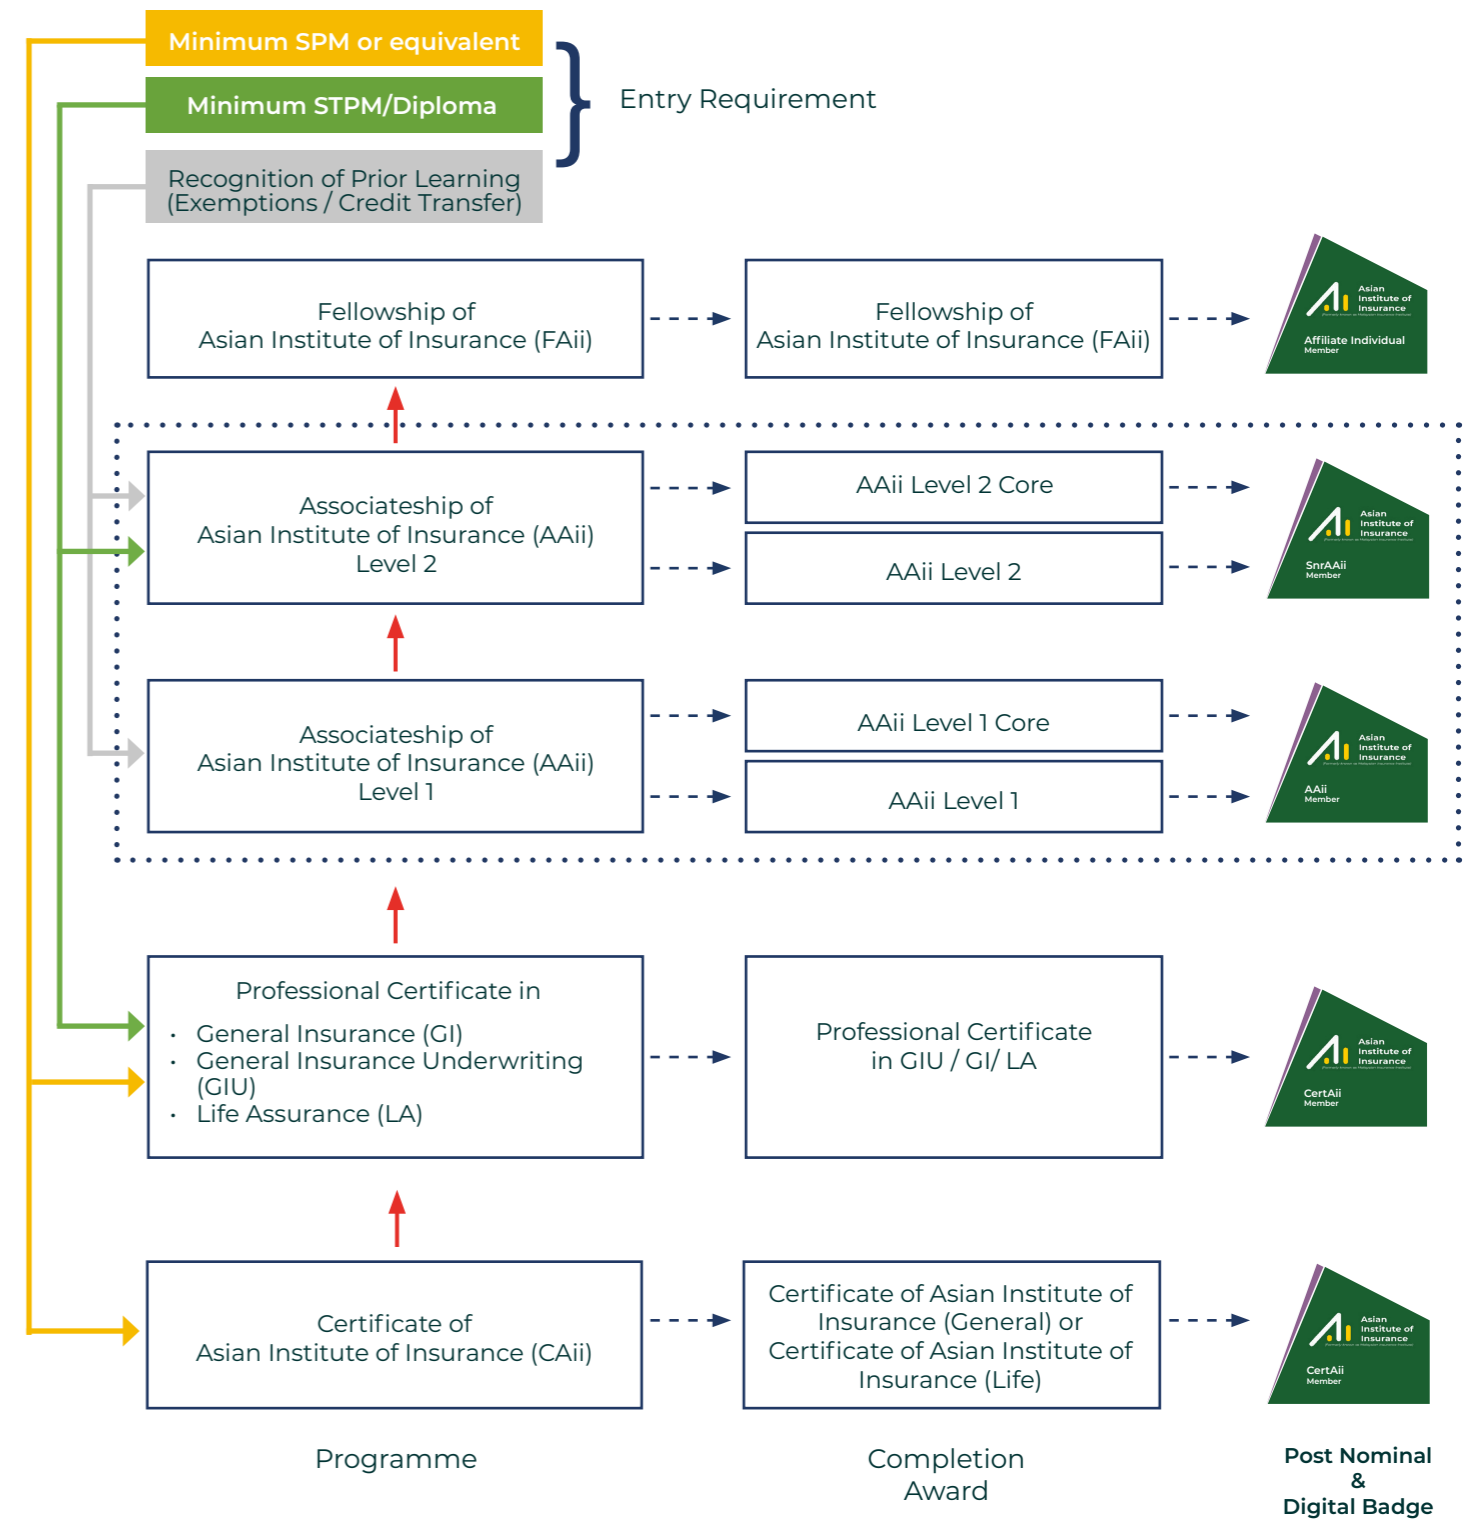 Minimum SPM or equivalent
Minimum STPM/Diploma
Entry Requirement
Recognition of Prior Learning
(Exemptions / Credit Transfer)
Fellowship of
Asian Institute of Insurance (FAii)
Fellowship of
Asian Institute of Insurance (FAii)
Asian
Institute of
Insurance
Affiliate Individual
Member
Associateship of
Asian Institute of Insurance (AAii)
Level 2
AAii Level 2 Core
AAii Level 2
Asian
Institute of
Insurance
SnrAAii
Member
Associateship of
Asian Institute of Insurance (AAii)
Level 1
AAii Level 1 Core
AAii Level 1
Asian
Institute of
Insurance
AAii
Member
Professional Certificate in
· General Insurance (GI)
· General Insurance Underwriting
(GIU)
· Life Assurance (LA)
Professional Certificate
in GIU / GI/ LA
Asian
Institute of
Insurance
CertAii
Member
Certificate of
Asian Institute of Insurance (CAii)
Certificate of Asian Institute of
Insurance (General) or
Certificate of Asian Institute of
Insurance (Life)
Asian
Institute of
Insurance
CertAii
Member
Programme
Completion
Award
Post Nominal
&
Digital Badge